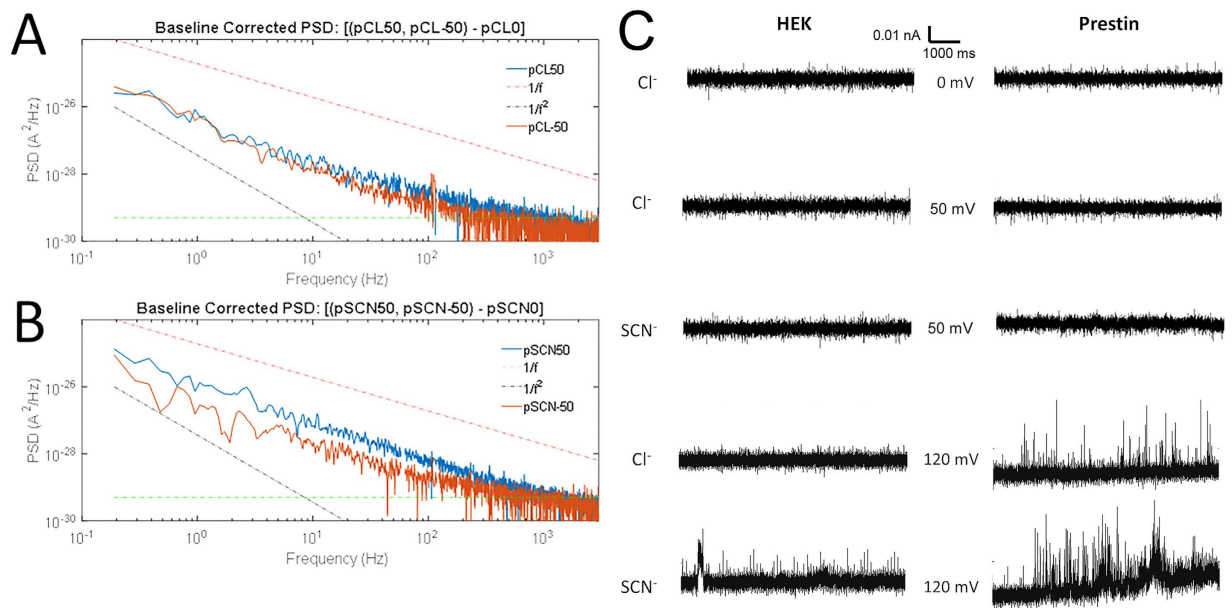 A
Baseline Corrected PSD: [(pCL50, pCL-50) - pCL0]
pCL50
1/f
1/f²
pCL-50
10⁻²⁶
10⁻²⁸
10⁻³⁰
PSD (A²/Hz)
10⁻¹
10⁰
10¹
10²
10³
Frequency (Hz)
B
Baseline Corrected PSD: [(pSCN50, pSCN-50) - pSCN0]
pSCN50
1/f
1/f²
pSCN-50
10⁻²⁶
10⁻²⁸
10⁻³⁰
PSD (A²/Hz)
10⁻¹
10⁰
10¹
10²
10³
Frequency (Hz)
C
HEK
Prestin
0.01 nA
1000 ms
Cl⁻
0 mV
Cl⁻
50 mV
SCN⁻
50 mV
Cl⁻
120 mV
SCN⁻
120 mV